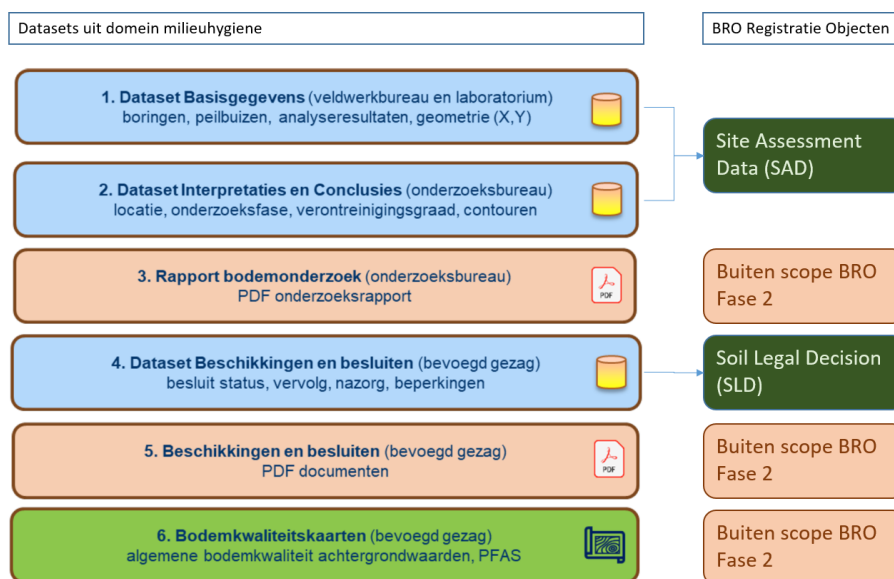 Datasets uit domein milieuhygiene
BRO Registratie Objecten
1. Dataset Basisgegevens (veldwerkbureau en laboratorium)
boringen, peilbuizen, analyseresultaten, geometrie (X,Y)
2. Dataset Interpretaties en Conclusies (onderzoeksbureau)
locatie, onderzoeksfase, verontreinigingsgraad, contouren
Site Assessment
Data (SAD)
3. Rapport bodemonderzoek (onderzoeksbureau)
PDF onderzoeksrapport
PDF
Buiten scope BRO
Fase 2
4. Dataset Beschikkingen en besluiten (bevoegd gezag)
besluit status, vervolg, nazorg, beperkingen
Soil Legal Decision
(SLD)
5. Beschikkingen en besluiten (bevoegd gezag)
PDF documenten
PDF
Buiten scope BRO
Fase 2
6. Bodemkwaliteitskaarten (bevoegd gezag)
algemene bodemkwaliteit achtergrondwaarden, PFAS
Buiten scope BRO
Fase 2